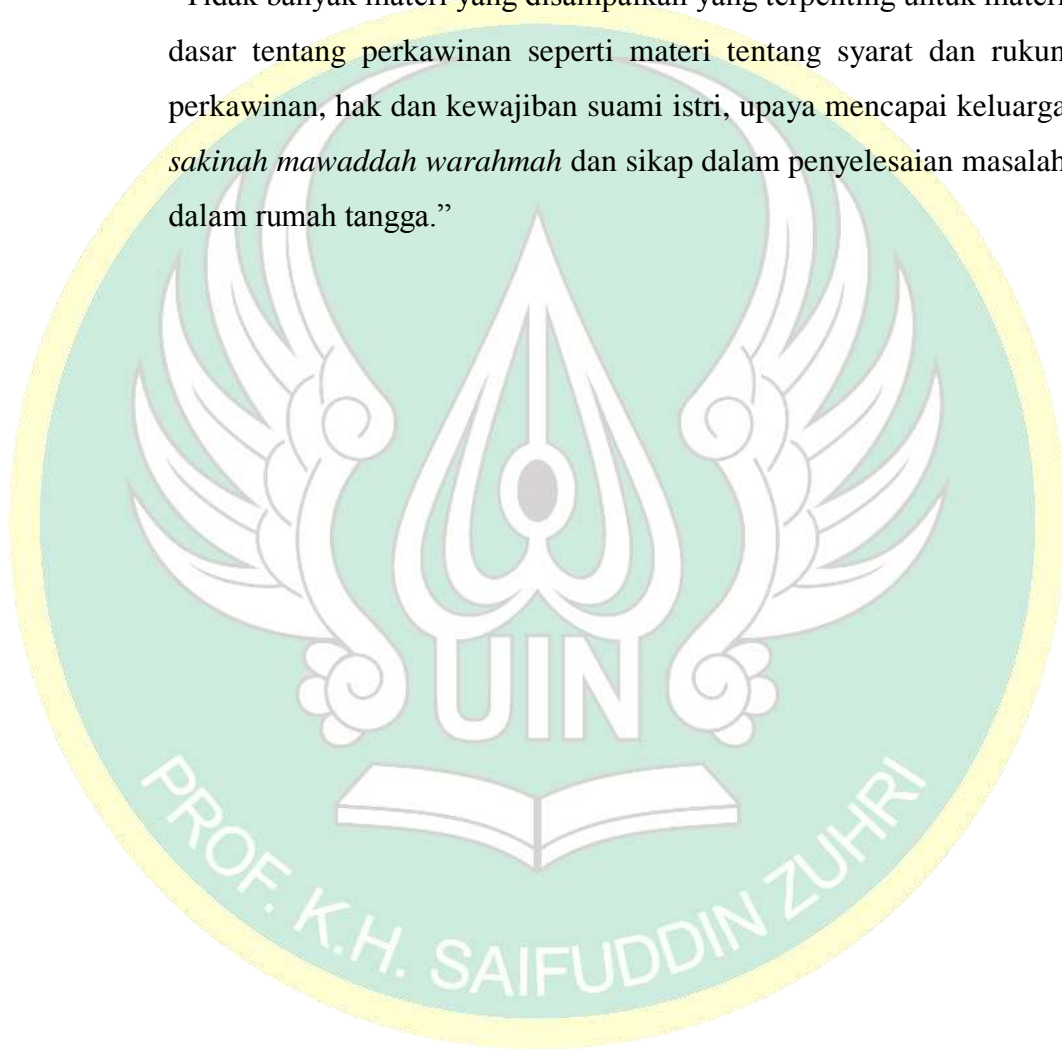 Tidak banyak materi yang disampaikan yang terpenting untuk materi
dasar tentang perkawinan seperti materi tentang syarat dan rukun
perkawinan, hak dan kewajiban suami istri, upaya mencapai keluarga
sakinah mawaddah warahmah dan sikap dalam penyelesaian masalah
dalam rumah tangga.”
UIN
PROF. K.H. SAIFUDDIN ZUHRI